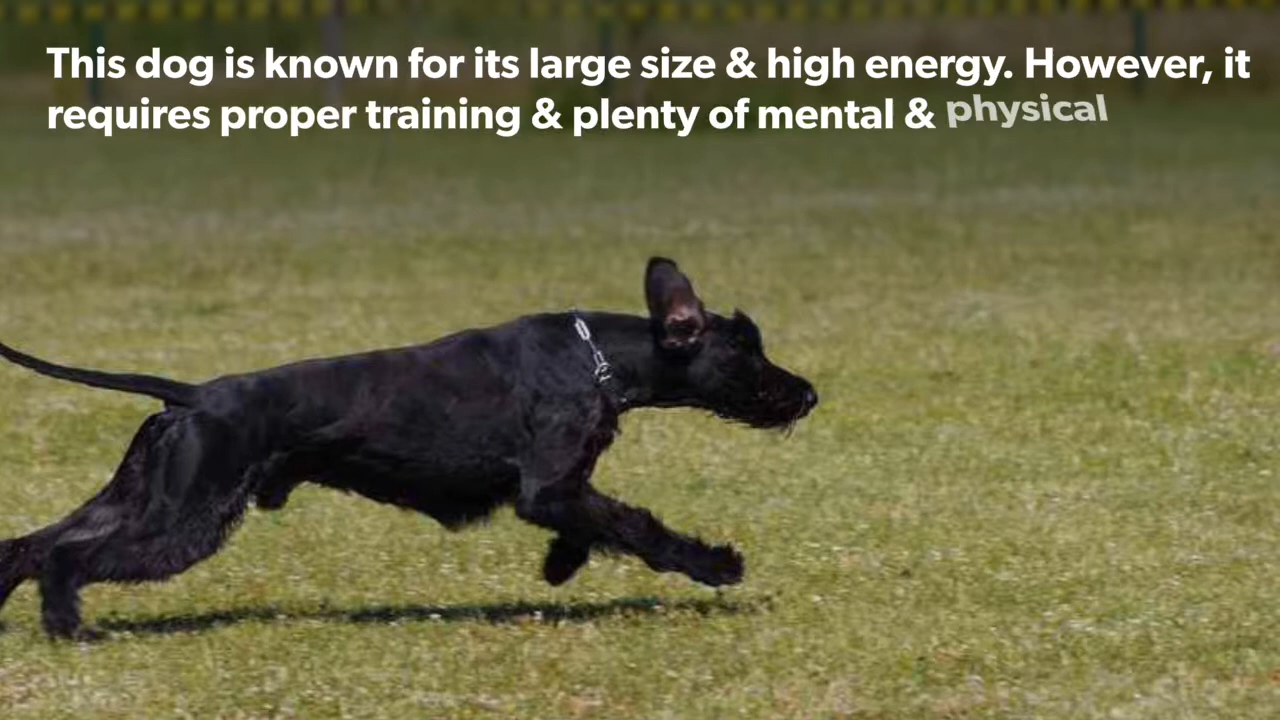 This dog is known for its large size & high energy. However, it
requires proper training & plenty of mental & physical